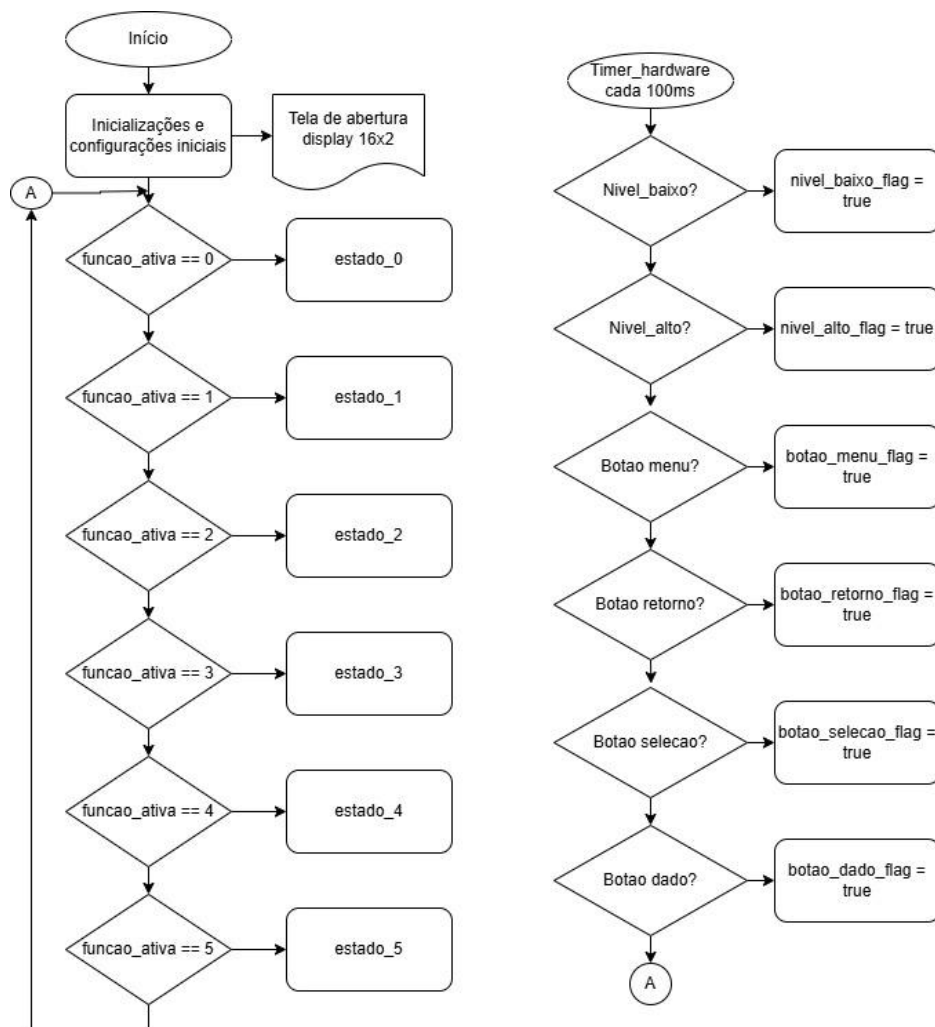 Início
Inicializações e
configurações iniciais
Tela de abertura
display 16x2
A
funcao_ativa == 0
estado_0
funcao_ativa == 1
estado_1
funcao_ativa == 2
estado_2
funcao_ativa == 3
estado_3
funcao_ativa == 4
estado_4
funcao_ativa == 5
estado_5
Timer_hardware
cada 100ms
Nivel_baixo?
nivel_baixo_flag =
true
Nivel_alto?
nivel_alto_flag = true
Botao menu?
botao_menu_flag =
true
Botao retorno?
botao_retorno_flag =
true
Botao selecao?
botao_selecao_flag =
true
Botao dado?
botao_dado_flag =
true
A